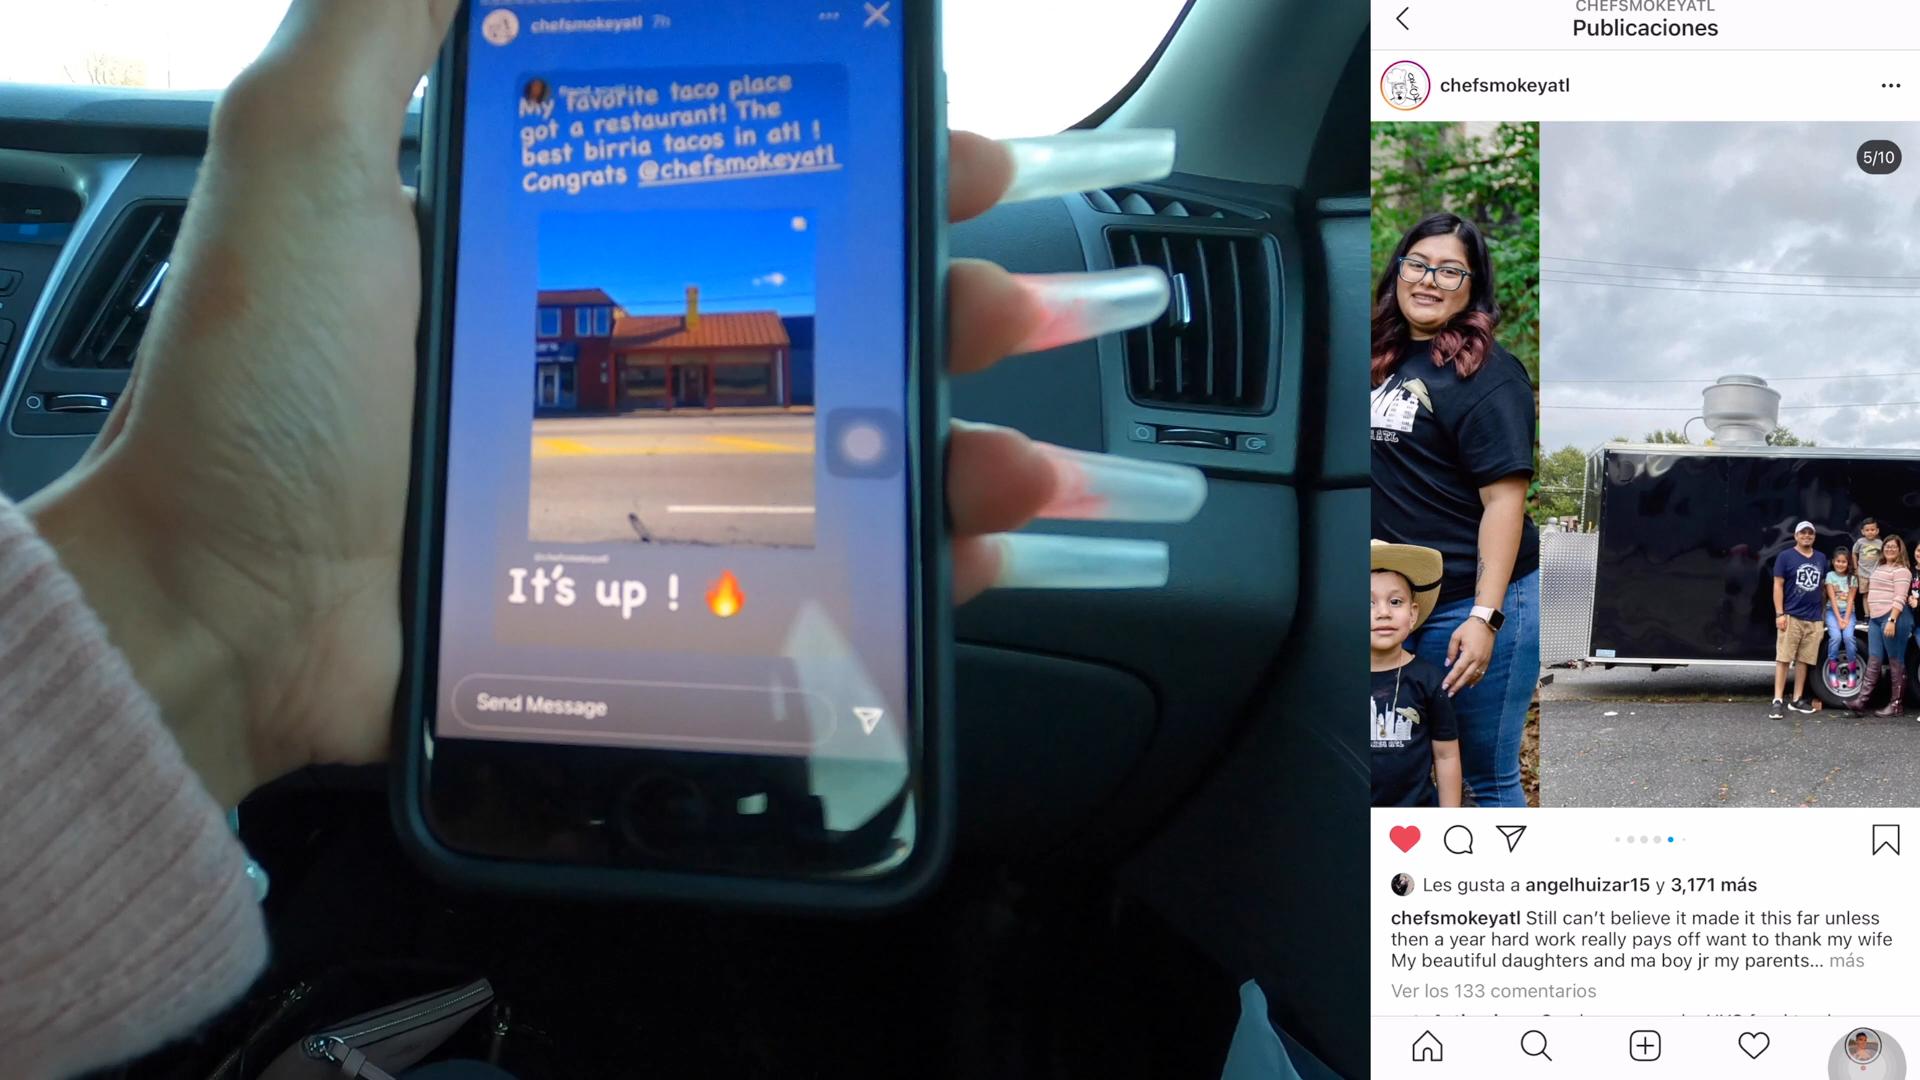 chefsmokeyatl 7h
My favorite taco place
got a restaurant! The
best birria tacos in atl !
Congrats @chefsmokeyatl
@chefsmokeyatl
It's up ! 🔥
Send Message
CHEFSMOKEYATL
Publicaciones
chefsmokeyatl
5/10
EXP
Les gusta a angelhuizar15 y 3,171 más
chefsmokeyatl Still can't believe it made it this far unless
then a year hard work really pays off want to thank my wife
My beautiful daughters and ma boy jr my parents... más
Ver los 133 comentarios